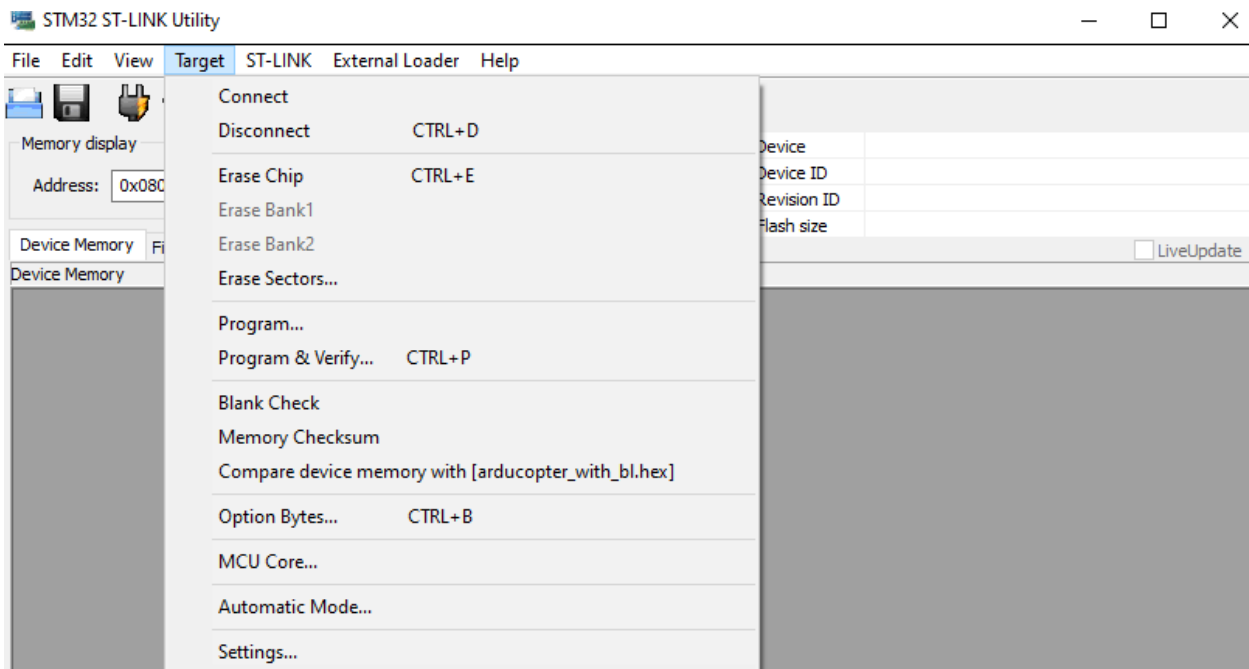 STM32 ST-LINK Utility
File Edit View Target ST-LINK External Loader Help
Connect
Disconnect CTRL+D
Memory display
Address: 0x080
Erase Chip CTRL+E
Erase Bank1
Erase Bank2
Erase Sectors...
Device
Device ID
Revision ID
Flash size
LiveUpdate
Device Memory Fi
Device Memory
Program...
Program & Verify... CTRL+P
Blank Check
Memory Checksum
Compare device memory with [arducopter_with_bl.hex]
Option Bytes... CTRL+B
MCU Core...
Automatic Mode...
Settings...